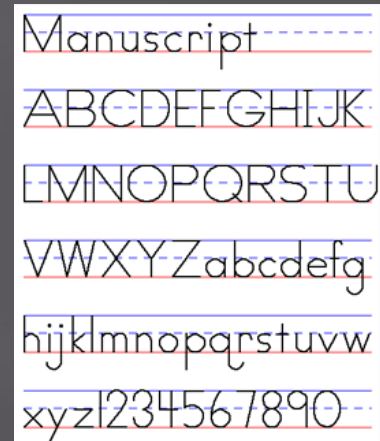 Manuscript
ABCDEFGHIJK
LMNOPQRSTU
VWXYZabcdefg
hijklmnopqrstuvw
xyz1234567890